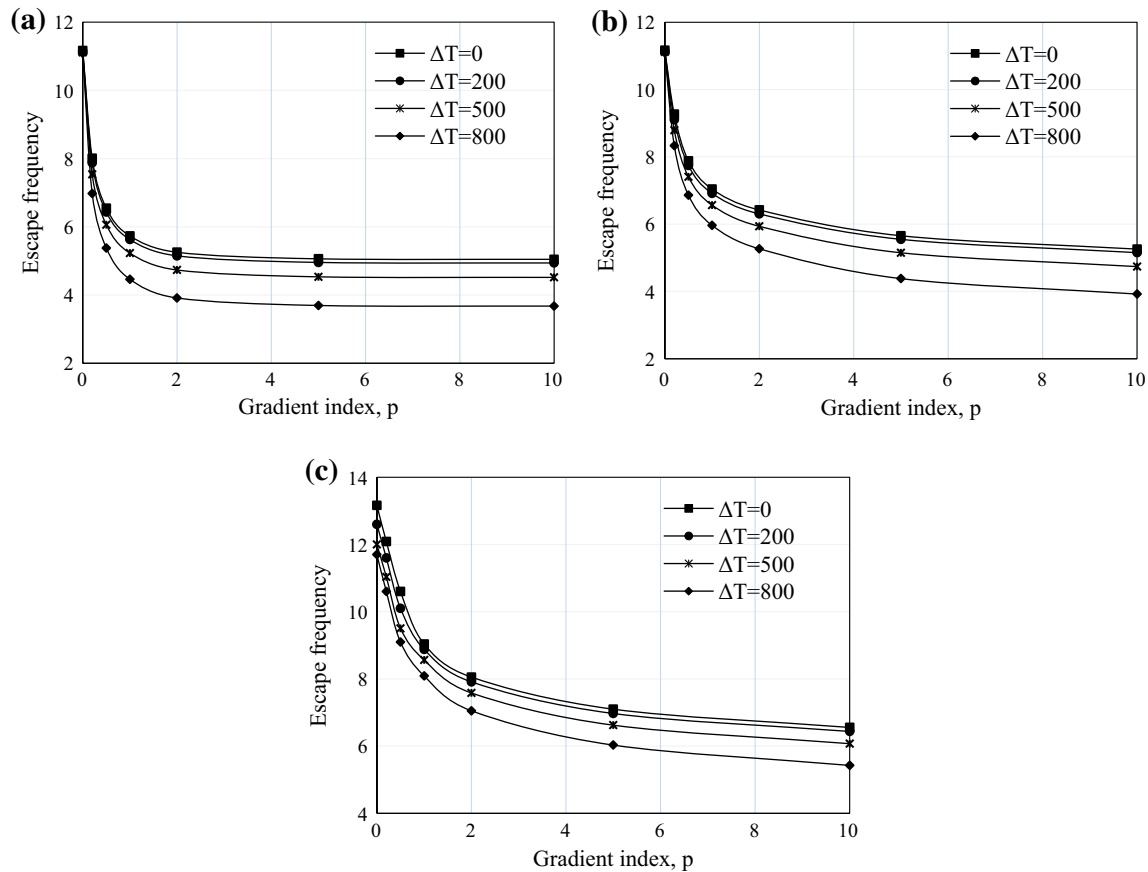 (a)
12
10
8
6
4
2
Escape frequency
ΔT=0
ΔT=200
ΔT=500
ΔT=800
0 2 4 6 8 10
Gradient index, p
(b)
12
10
8
6
4
2
Escape frequency
ΔT=0
ΔT=200
ΔT=500
ΔT=800
0 2 4 6 8 10
Gradient index, p
(c)
14
12
10
8
6
4
Escape frequency
ΔT=0
ΔT=200
ΔT=500
ΔT=800
0 2 4 6 8 10
Gradient index, p